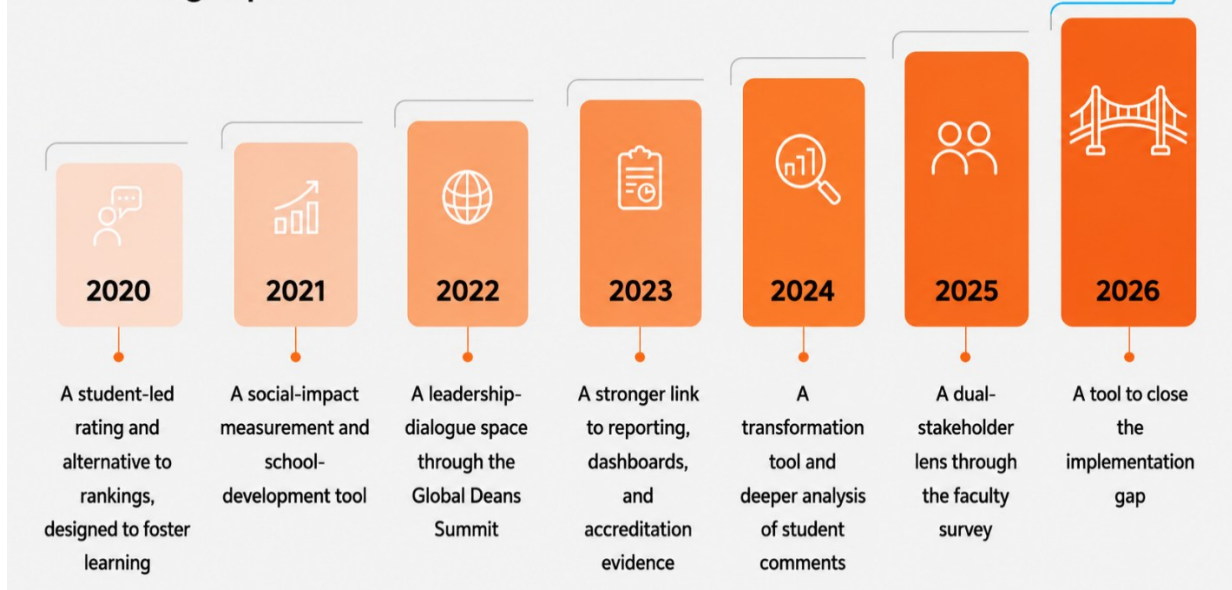 2020
2021
2022
2023
2024
2025
2026
A student-led
rating and
alternative to
rankings,
designed to foster
learning
A social-impact
measurement and
school-
development tool
A leadership-
dialogue space
through the
Global Deans
Summit
A stronger link
to reporting,
dashboards,
and
accreditation
evidence
A
transformation
tool and
deeper analysis
of student
comments
A dual-
stakeholder
lens through
the faculty
survey
A tool to close
the
implementation
gap